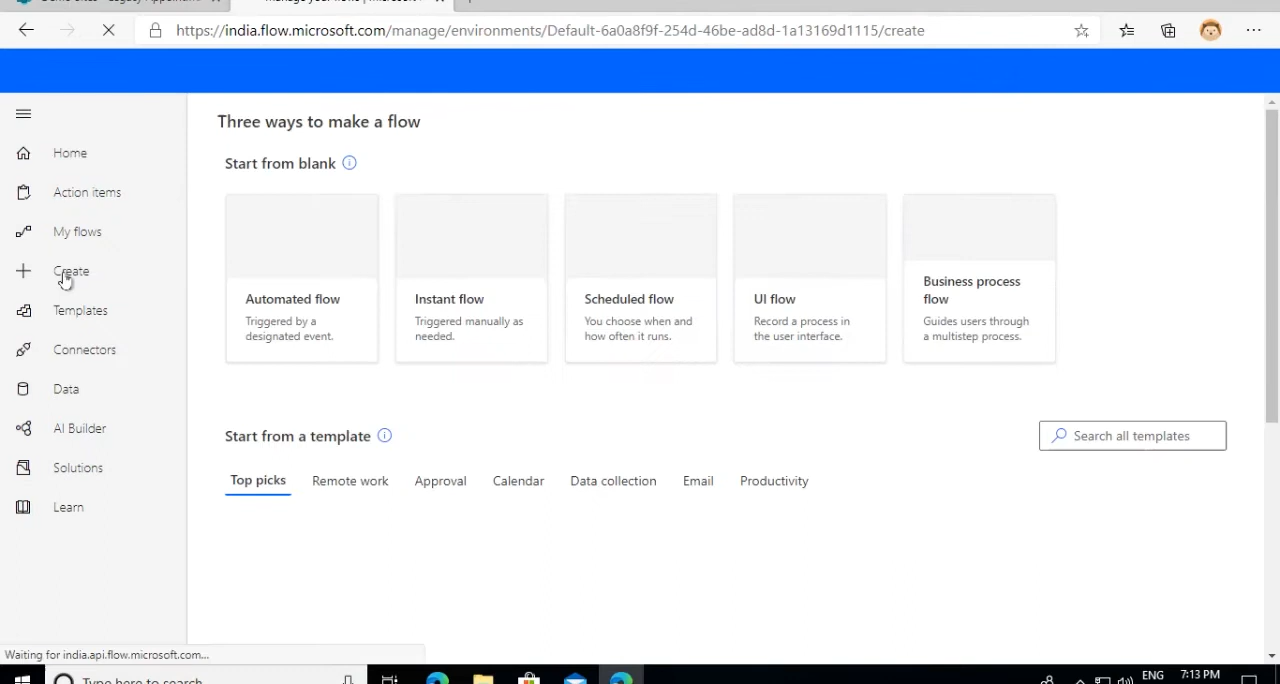 https://india.flow.microsoft.com/manage/environments/Default-6a0a8f9f-254d-46be-ad8d-1a13169d1115/create
Three ways to make a flow
Home
Start from blank
Action items
My flows
Create
Templates
Connectors
Data
AI Builder
Solutions
Learn
Automated flow
Triggered by a
designated event.
Instant flow
Triggered manually as
needed.
Scheduled flow
You choose when and
how often it runs.
UI flow
Record a process in
the user interface.
Business process
flow
Guides users through
a multistep process.
Start from a template
Search all templates
Top picks
Remote work
Approval
Calendar
Data collection
Email
Productivity
Waiting for india.api.flow.microsoft.com...
Type here to search
ENG
7:13 PM